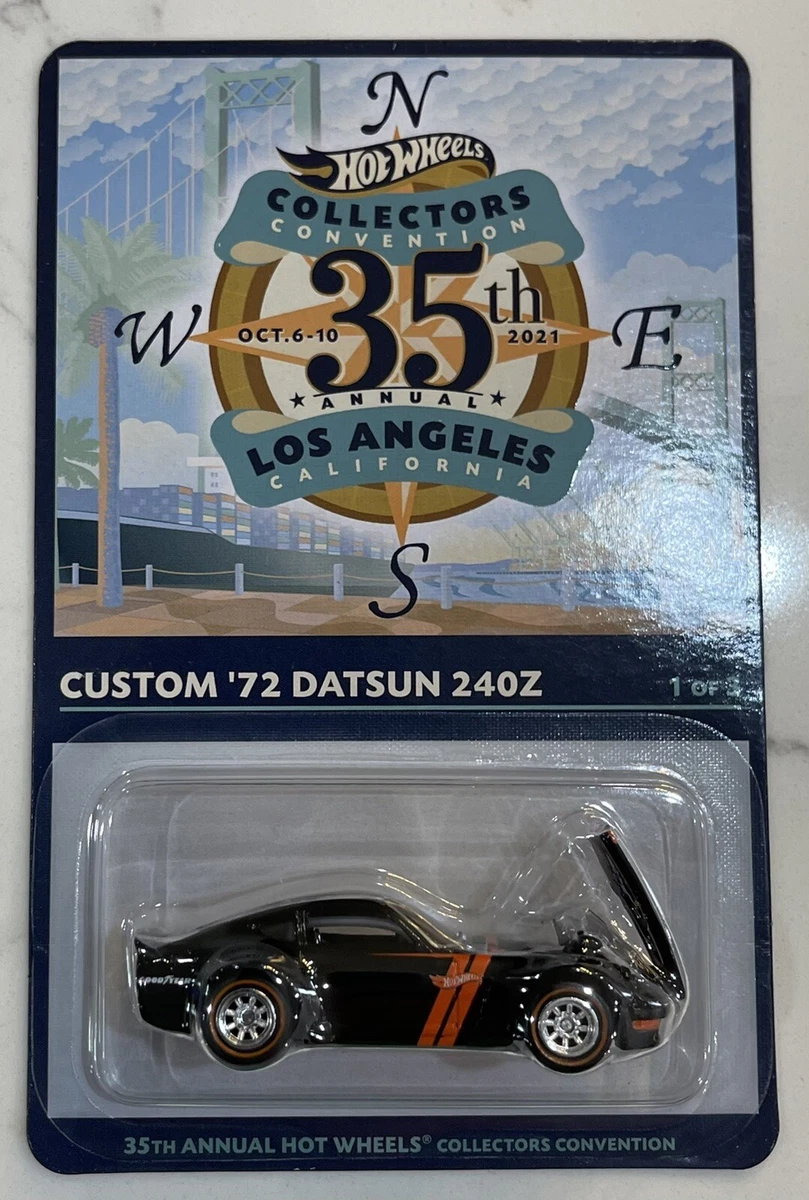 N
HOT WHEELS
COLLECTORS
CONVENTION
35th
W OCT.6-10 2021 E
ANNUAL
LOS ANGELES
CALIFORNIA
S
CUSTOM '72 DATSUN 240Z
1 OF
GOODYEAR
HOT WHEELS
35TH ANNUAL HOT WHEELS® COLLECTORS CONVENTION